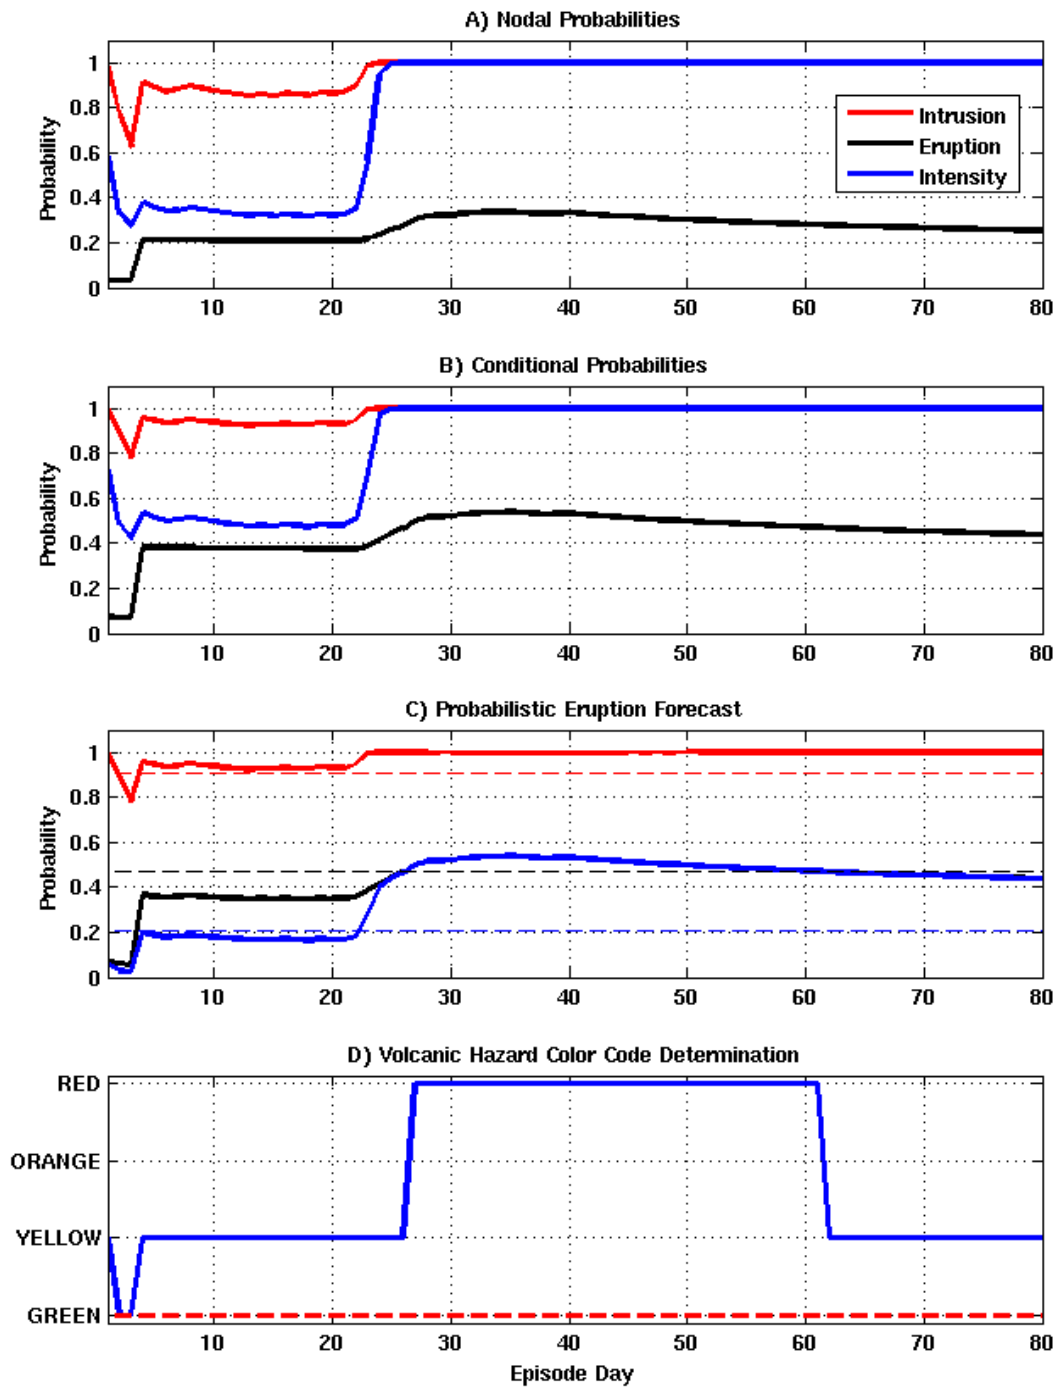 A) Nodal Probabilities
Probability
1
0.8
0.6
0.4
0.2
0
Intrusion
Eruption
Intensity
10 20 30 40 50 60 70 80
B) Conditional Probabilities
Probability
1
0.8
0.6
0.4
0.2
0
10 20 30 40 50 60 70 80
C) Probabilistic Eruption Forecast
Probability
1
0.8
0.6
0.4
0.2
0
10 20 30 40 50 60 70 80
D) Volcanic Hazard Color Code Determination
RED
ORANGE
YELLOW
GREEN
10 20 30 40 50 60 70 80
Episode Day